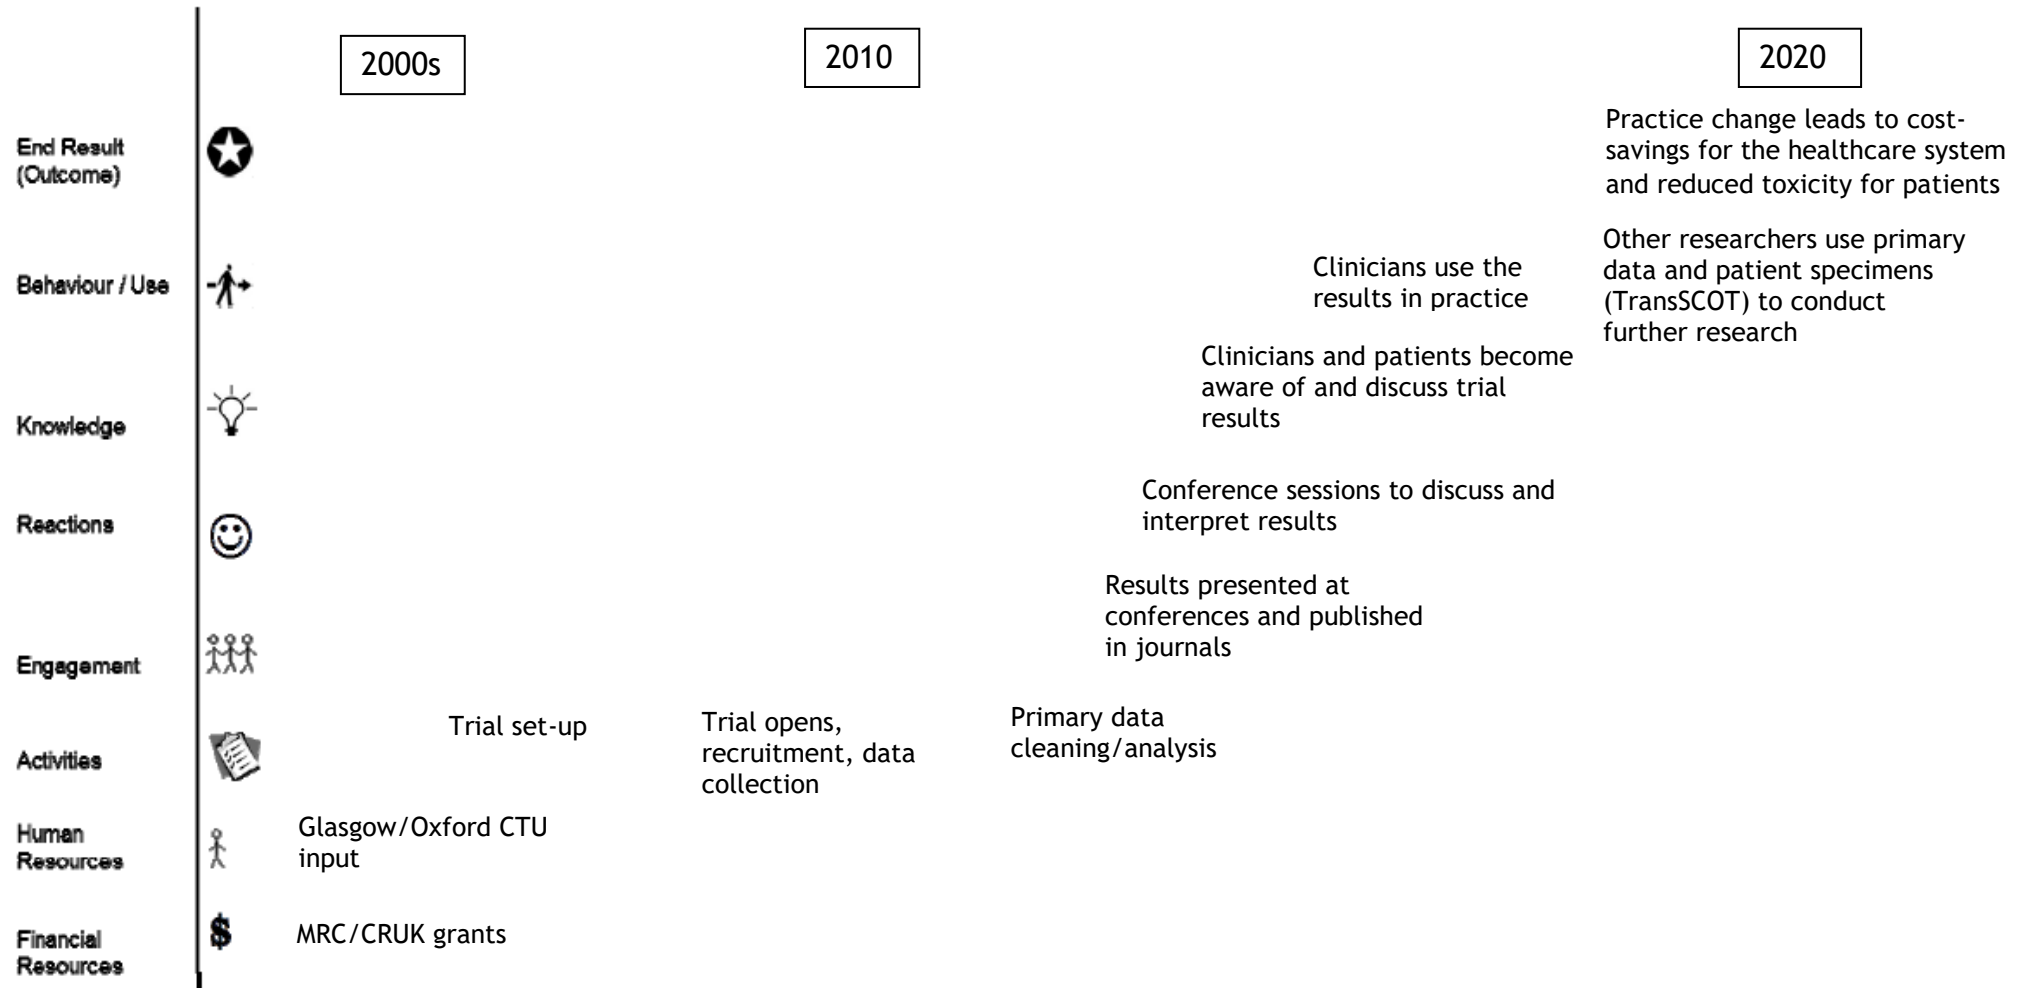 2000s
2010
2020
End Result
(Outcome)
Practice change leads to cost-
savings for the healthcare system
and reduced toxicity for patients
Behaviour / Use
Clinicians use the
results in practice
Other researchers use primary
data and patient specimens
(TransSCOT) to conduct
further research
Knowledge
Clinicians and patients become
aware of and discuss trial
results
Reactions
Conference sessions to discuss and
interpret results
Engagement
Results presented at
conferences and published
in journals
Activities
Trial set-up
Trial opens,
recruitment, data
collection
Primary data
cleaning/analysis
Human
Resources
Glasgow/Oxford CTU
input
Financial
Resources
$
MRC/CRUK grants